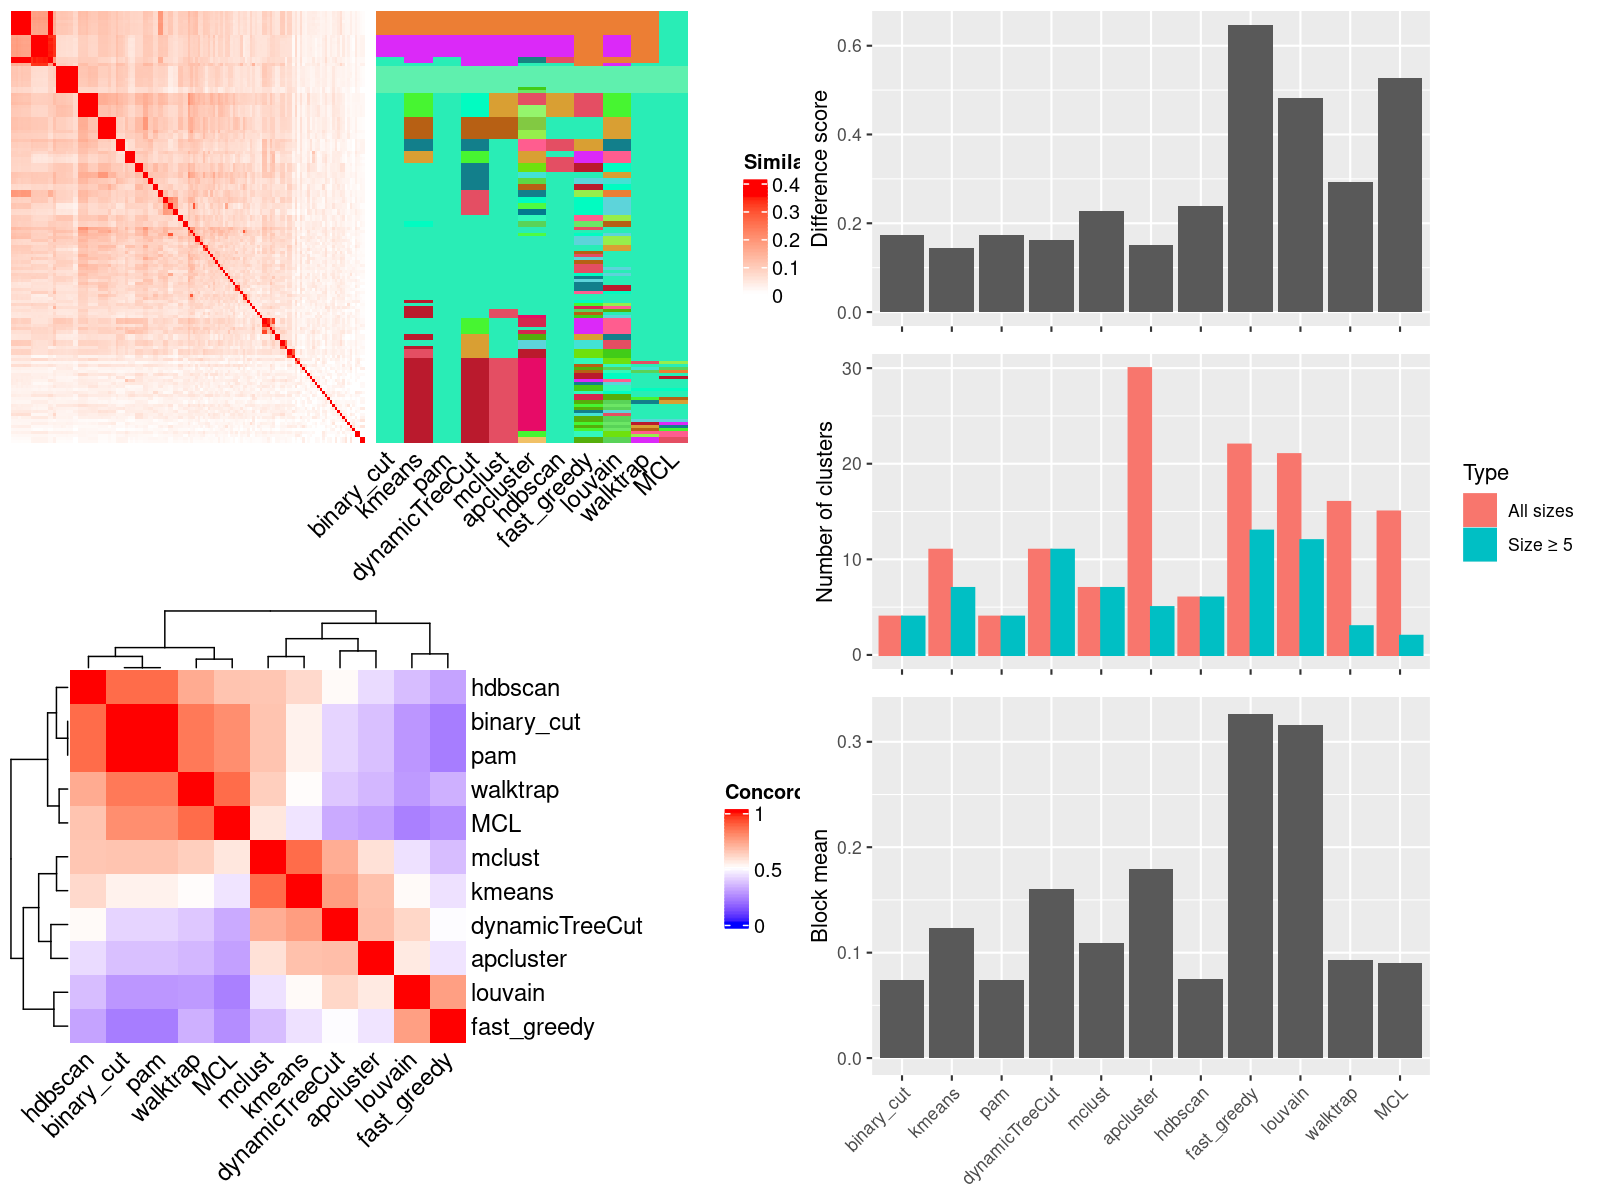 Simila
0.4
0.3
0.2
0.1
0
binary_cut
kmeans
pam
dynamicTreeCut
mclust
apcluster
hdbscan
fast_greedy
louvain
walktrap
MCL
hdbscan
binary_cut
pam
walktrap
MCL
mclust
kmeans
dynamicTreeCut
apcluster
louvain
fast_greedy
hdbscan
binary_cut
pam
walktrap
MCL
mclust
kmeans
dynamicTreeCut
apcluster
louvain
fast_greedy
Concord
1
0.5
0
Difference score
0.6
0.4
0.2
0.0
Number of clusters
30
20
10
0
Type
All sizes
Size ≥ 5
Block mean
0.3
0.2
0.1
0.0
binary_cut
kmeans
pam
dynamicTreeCut
mclust
apcluster
hdbscan
fast_greedy
louvain
walktrap
MCL